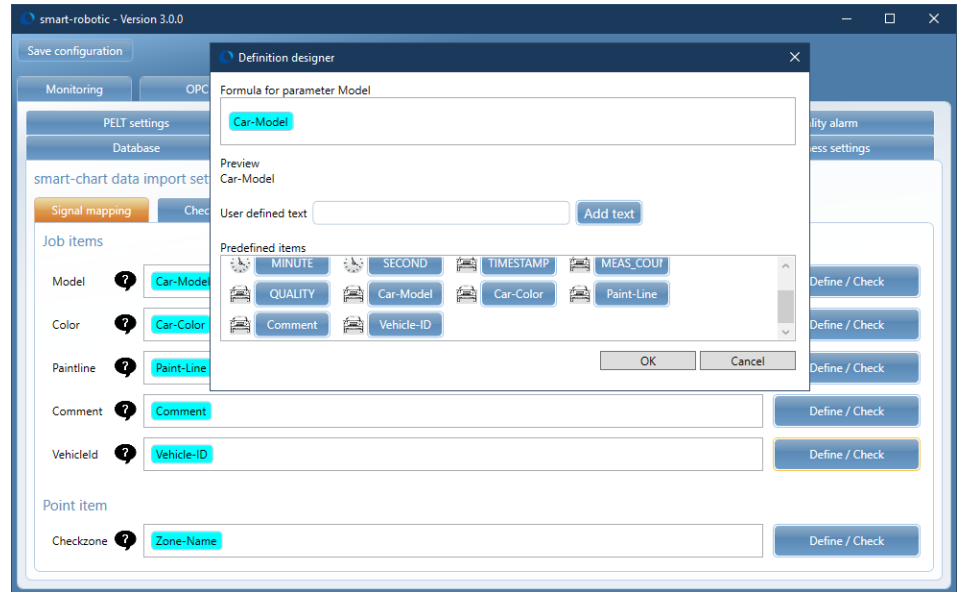 smart-robotic - Version 3.0.0
Save configuration
Definition designer
Monitoring
OPC
Formula for parameter Model
Car-Model
PELT settings
lity alarm
Database
ess settings
Preview
Car-Model
smart-chart data import set
User defined text
Add text
Signal mapping
Chec
Predefined items
Job items
MINUTE
SECOND
TIMESTAMP
MEAS_COUN
QUALITY
Car-Model
Car-Color
Paint-Line
Comment
Vehicle-ID
OK
Cancel
Model
Car-Model
Define / Check
Color
Car-Color
Define / Check
Paintline
Paint-Line
Define / Check
Comment
Comment
Define / Check
VehicleId
Vehicle-ID
Define / Check
Point item
Checkzone
Zone-Name
Define / Check